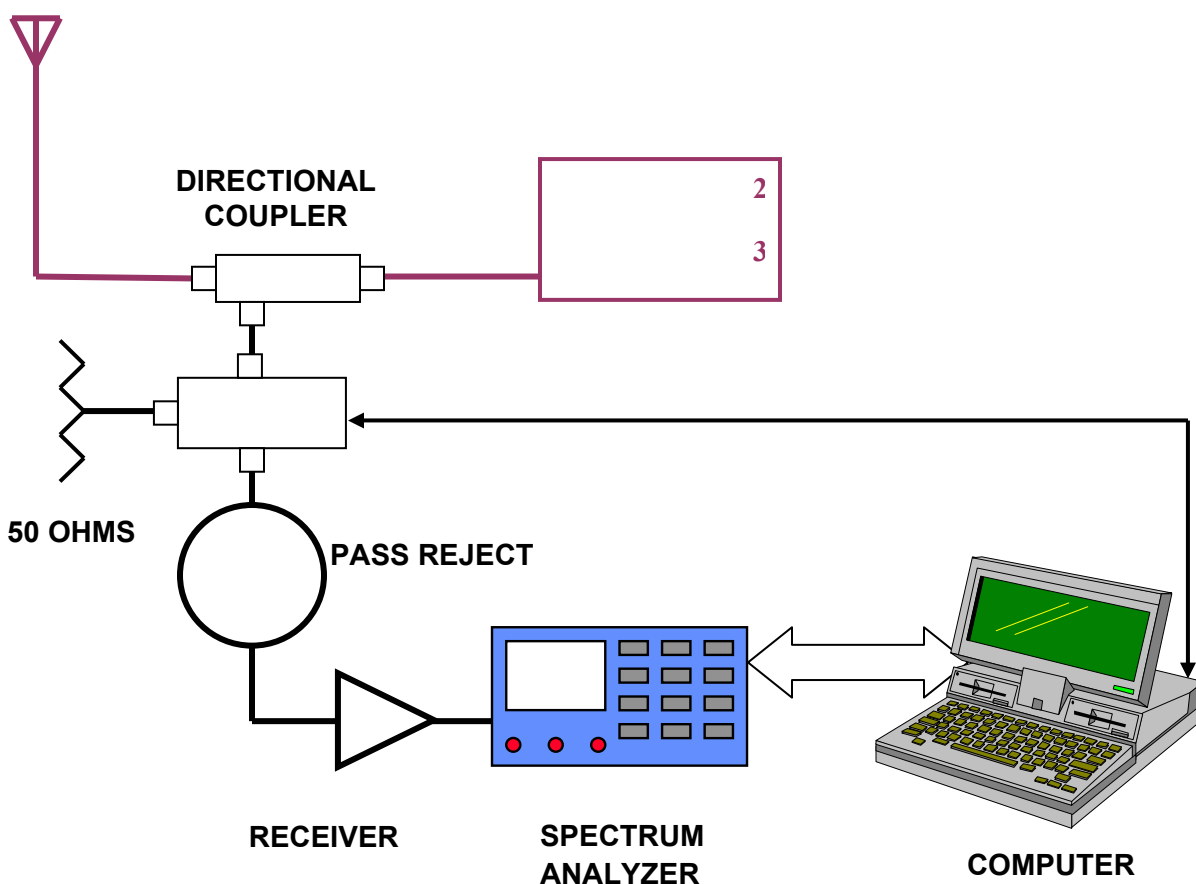 DIRECTIONAL
COUPLER
2
3
50 OHMS
PASS REJECT
RECEIVER
SPECTRUM
ANALYZER
COMPUTER